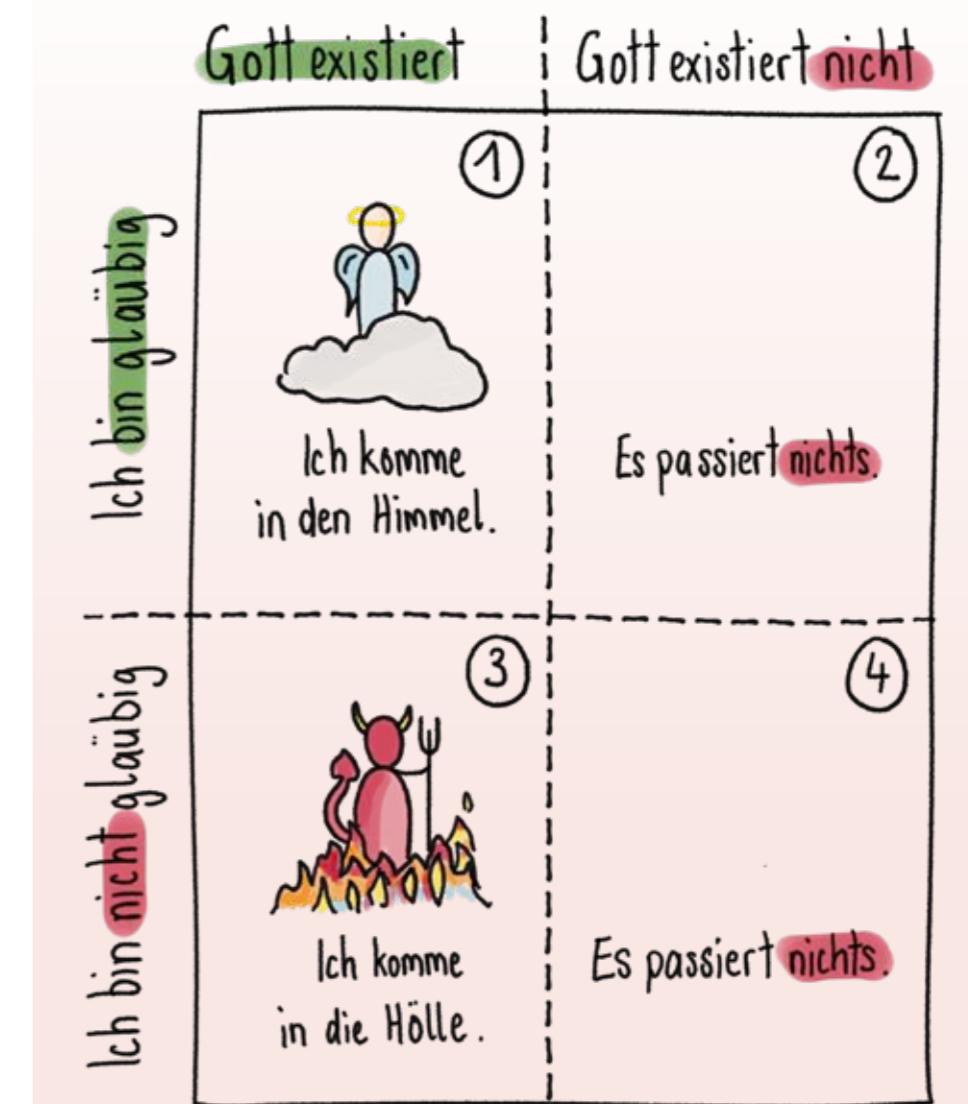 Gott existiert
Gott existiert nicht
Ich bin gläubig
1
Ich komme
in den Himmel.
2
Es passiert nichts.
Ich bin nicht gläubig
3
Ich komme
in die Hölle.
4
Es passiert nichts.